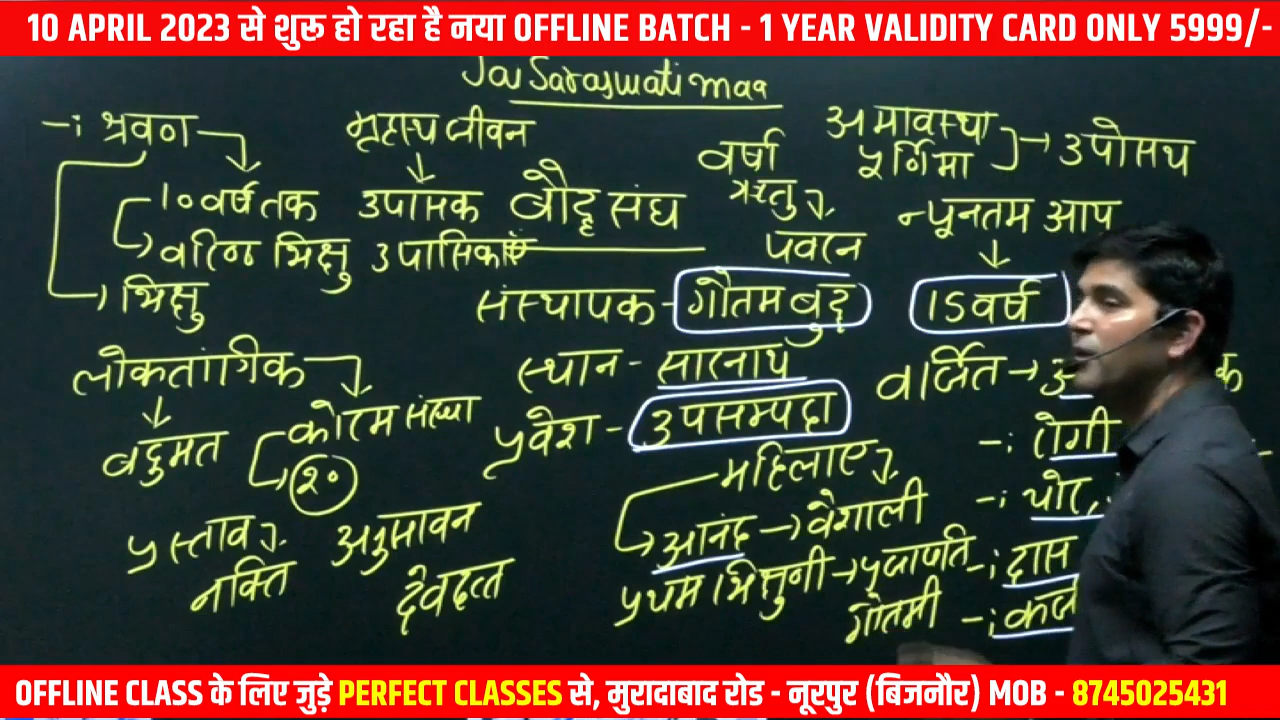 10 APRIL 2023 से शुरू हो रहा है नया OFFLINE BATCH - 1 YEAR VALIDITY CARD ONLY 5999/-
Jai Saraswati maa
-i श्रवण
10 वर्ष तक
वरिष्ठ भिक्षु
भिक्षु
गृहस्थ जीवन
उपासक
उपासिका
बौद्ध संघ
वर्षा
ऋतु
पवरन
अमावस्था
पूर्णिमा → उपोसथ
न्यूनतम आपु
15 वर्ष
संस्थापक - गौतम बुद्ध
स्थान - सारनाथ
प्रवेश - उपसम्पदा
महिलाए
आनंद → वैशाली
प्रथम भिक्षुनी → प्रजापति
गौतमी
वर्जित →
-i रोगी
-i चोर,
-i दास
-i कर्ज
लोकतांत्रिक
बहुमत
कोरम संख्या
20
प्रस्ताव
नक्ति
अनुसावन
देवदत्त
OFFLINE CLASS के लिए जुड़े PERFECT CLASSES से, मुरादाबाद रोड - नूरपुर (बिजनौर) MOB - 8745025431